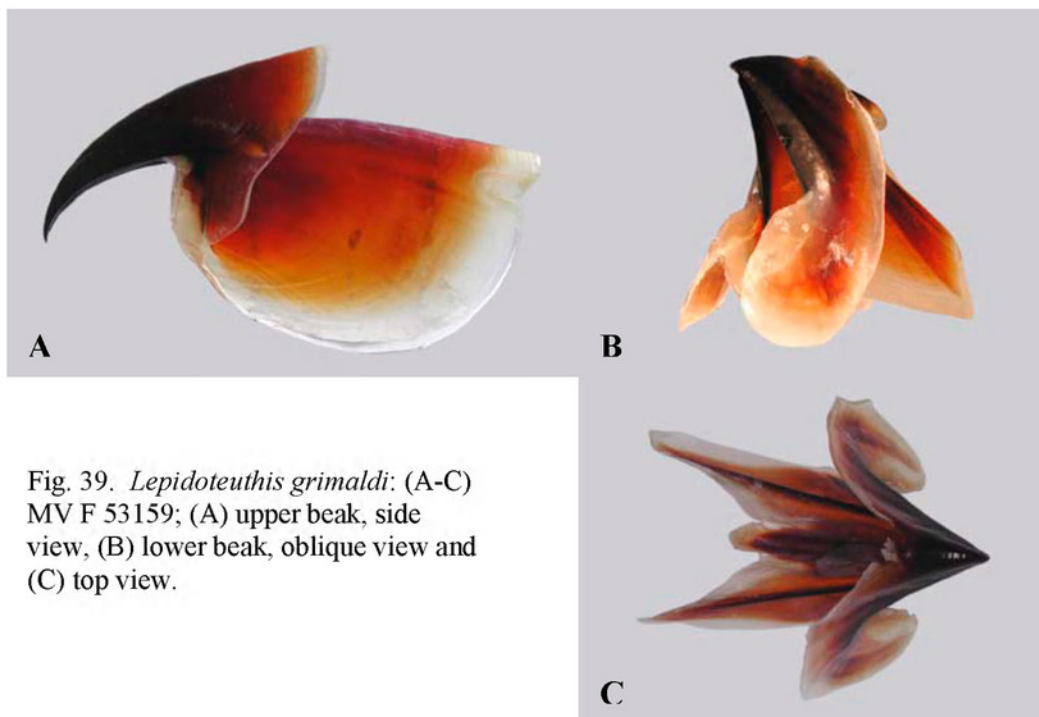 A
B
Fig. 39. Lepidoteuthis grimaldi: (A-C)
MV F 53159; (A) upper beak, side
view, (B) lower beak, oblique view and
(C) top view.
C